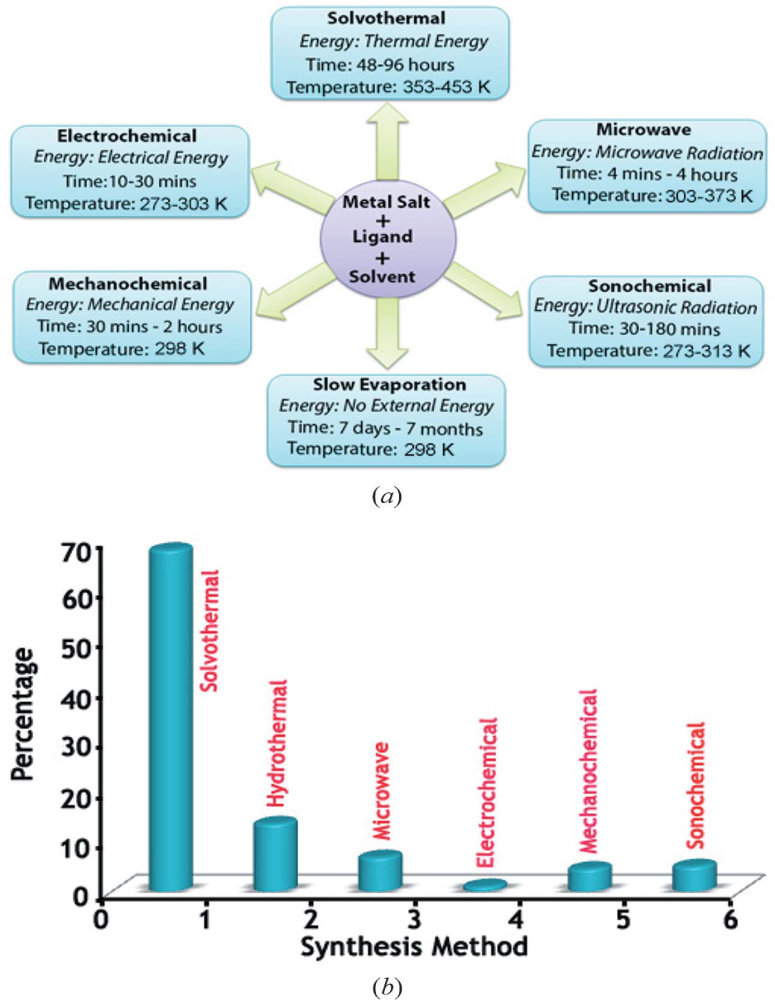 Solvothermal
Energy: Thermal Energy
Time: 48-96 hours
Temperature: 353-453 K
Electrochemical
Energy: Electrical Energy
Time:10-30 mins
Temperature: 273-303 K
Microwave
Energy: Microwave Radiation
Time: 4 mins - 4 hours
Temperature: 303-373 K
Metal Salt
+
Ligand
+
Solvent
Mechanochemical
Energy: Mechanical Energy
Time: 30 mins - 2 hours
Temperature: 298 K
Sonochemical
Energy: Ultrasonic Radiation
Time: 30-180 mins
Temperature: 273-313 K
Slow Evaporation
Energy: No External Energy
Time: 7 days - 7 months
Temperature: 298 K
(a)
Percentage
70
60
50
40
30
20
10
0
Solvothermal
Hydrothermal
Microwave
Electrochemical
Mechanochemical
Sonochemical
0 1 2 3 4 5 6
Synthesis Method
(b)